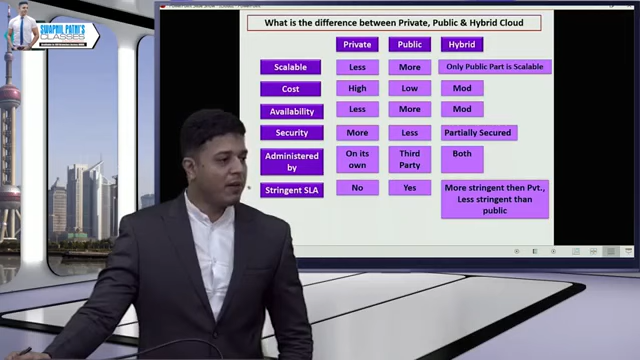 SWAPNIL PATNI'S
CLASSES
What is the difference between Private, Public & Hybrid Cloud
Private Public Hybrid
Scalable Less More Only Public Part is Scalable
Cost High Low Mod
Availability Less More Mod
Security More Less Partially Secured
Administered by On its own Third Party Both
Stringent SLA No Yes More stringent then Pvt.,
Less stringent than
public